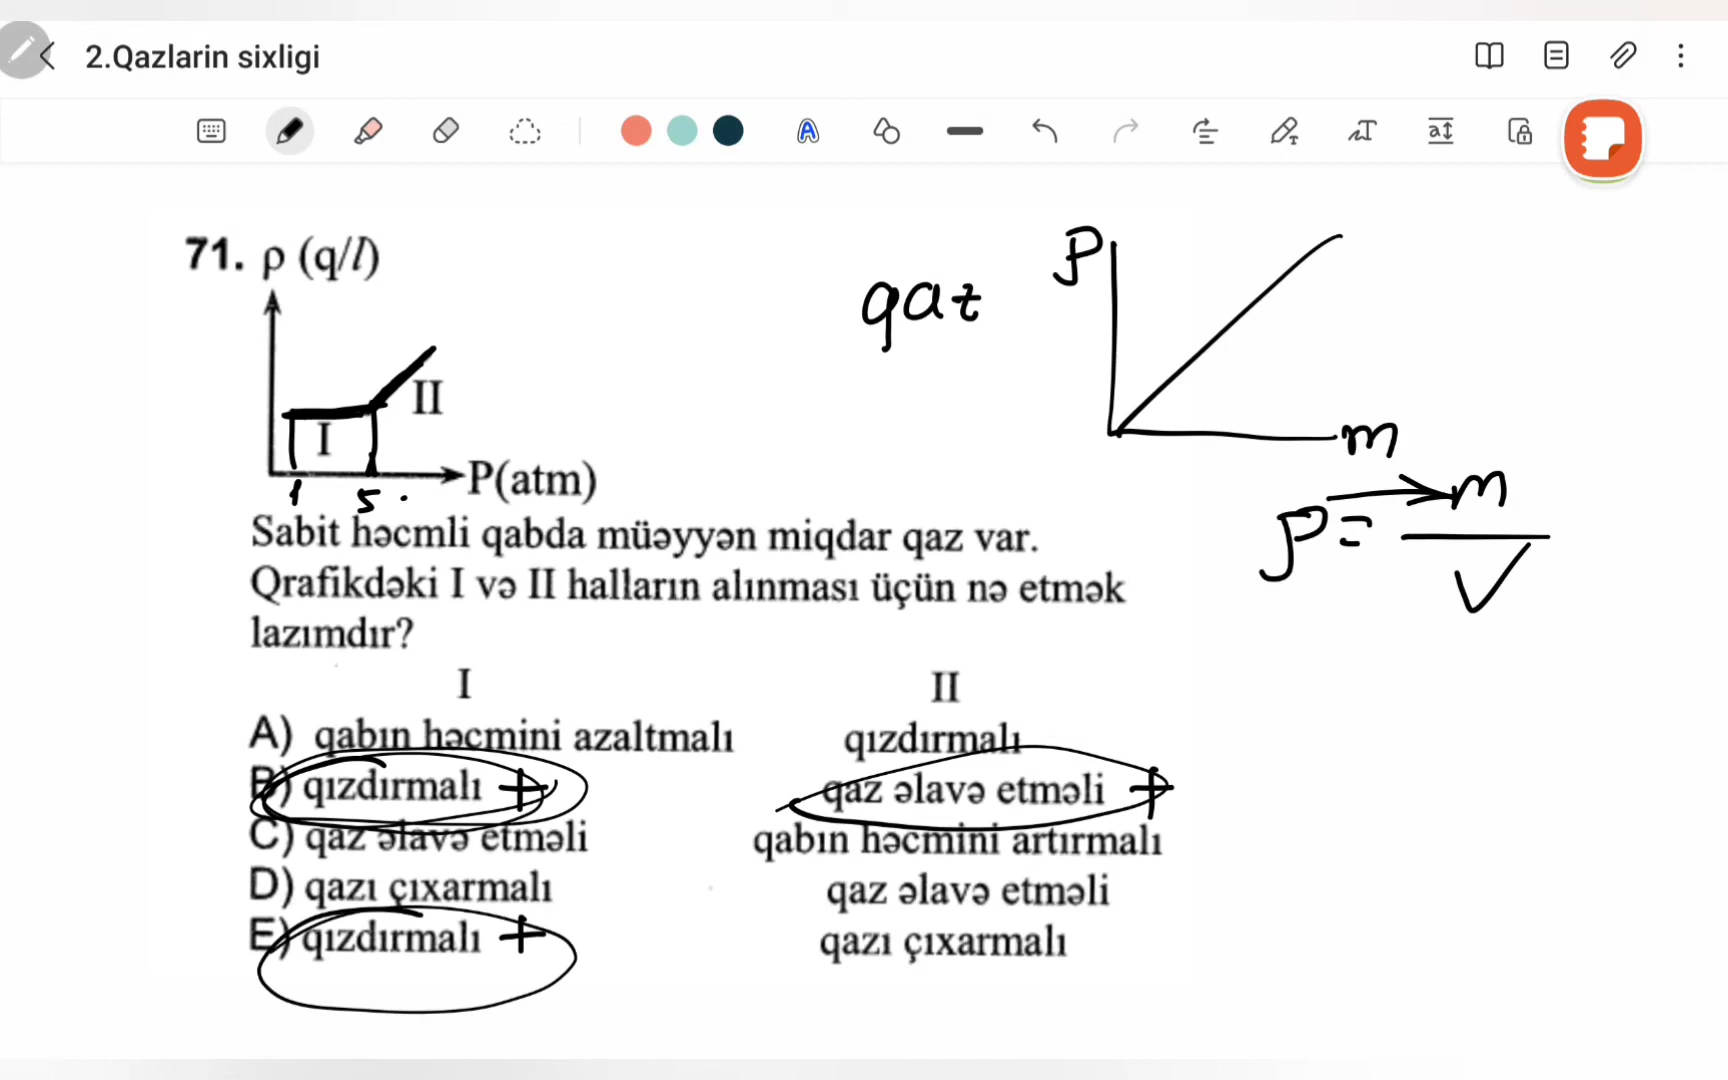 2.Qazlarin sixligi
71. ρ (q/l)
II
I
P(atm)
1 5
qat
ρ
m
ρ = m
V
Sabit həcmli qabda müəyyən miqdar qaz var.
Qrafikdəki I və II halların alınması üçün nə etmək
lazımdır?
I II
A) qabın həcmini azaltmalı qızdırmalı
B) qızdırmalı + qaz əlavə etməli +
C) qaz əlavə etməli qabın həcmini artırmalı
D) qazı çıxarmalı qaz əlavə etməli
E) qızdırmalı + qazı çıxarmalı